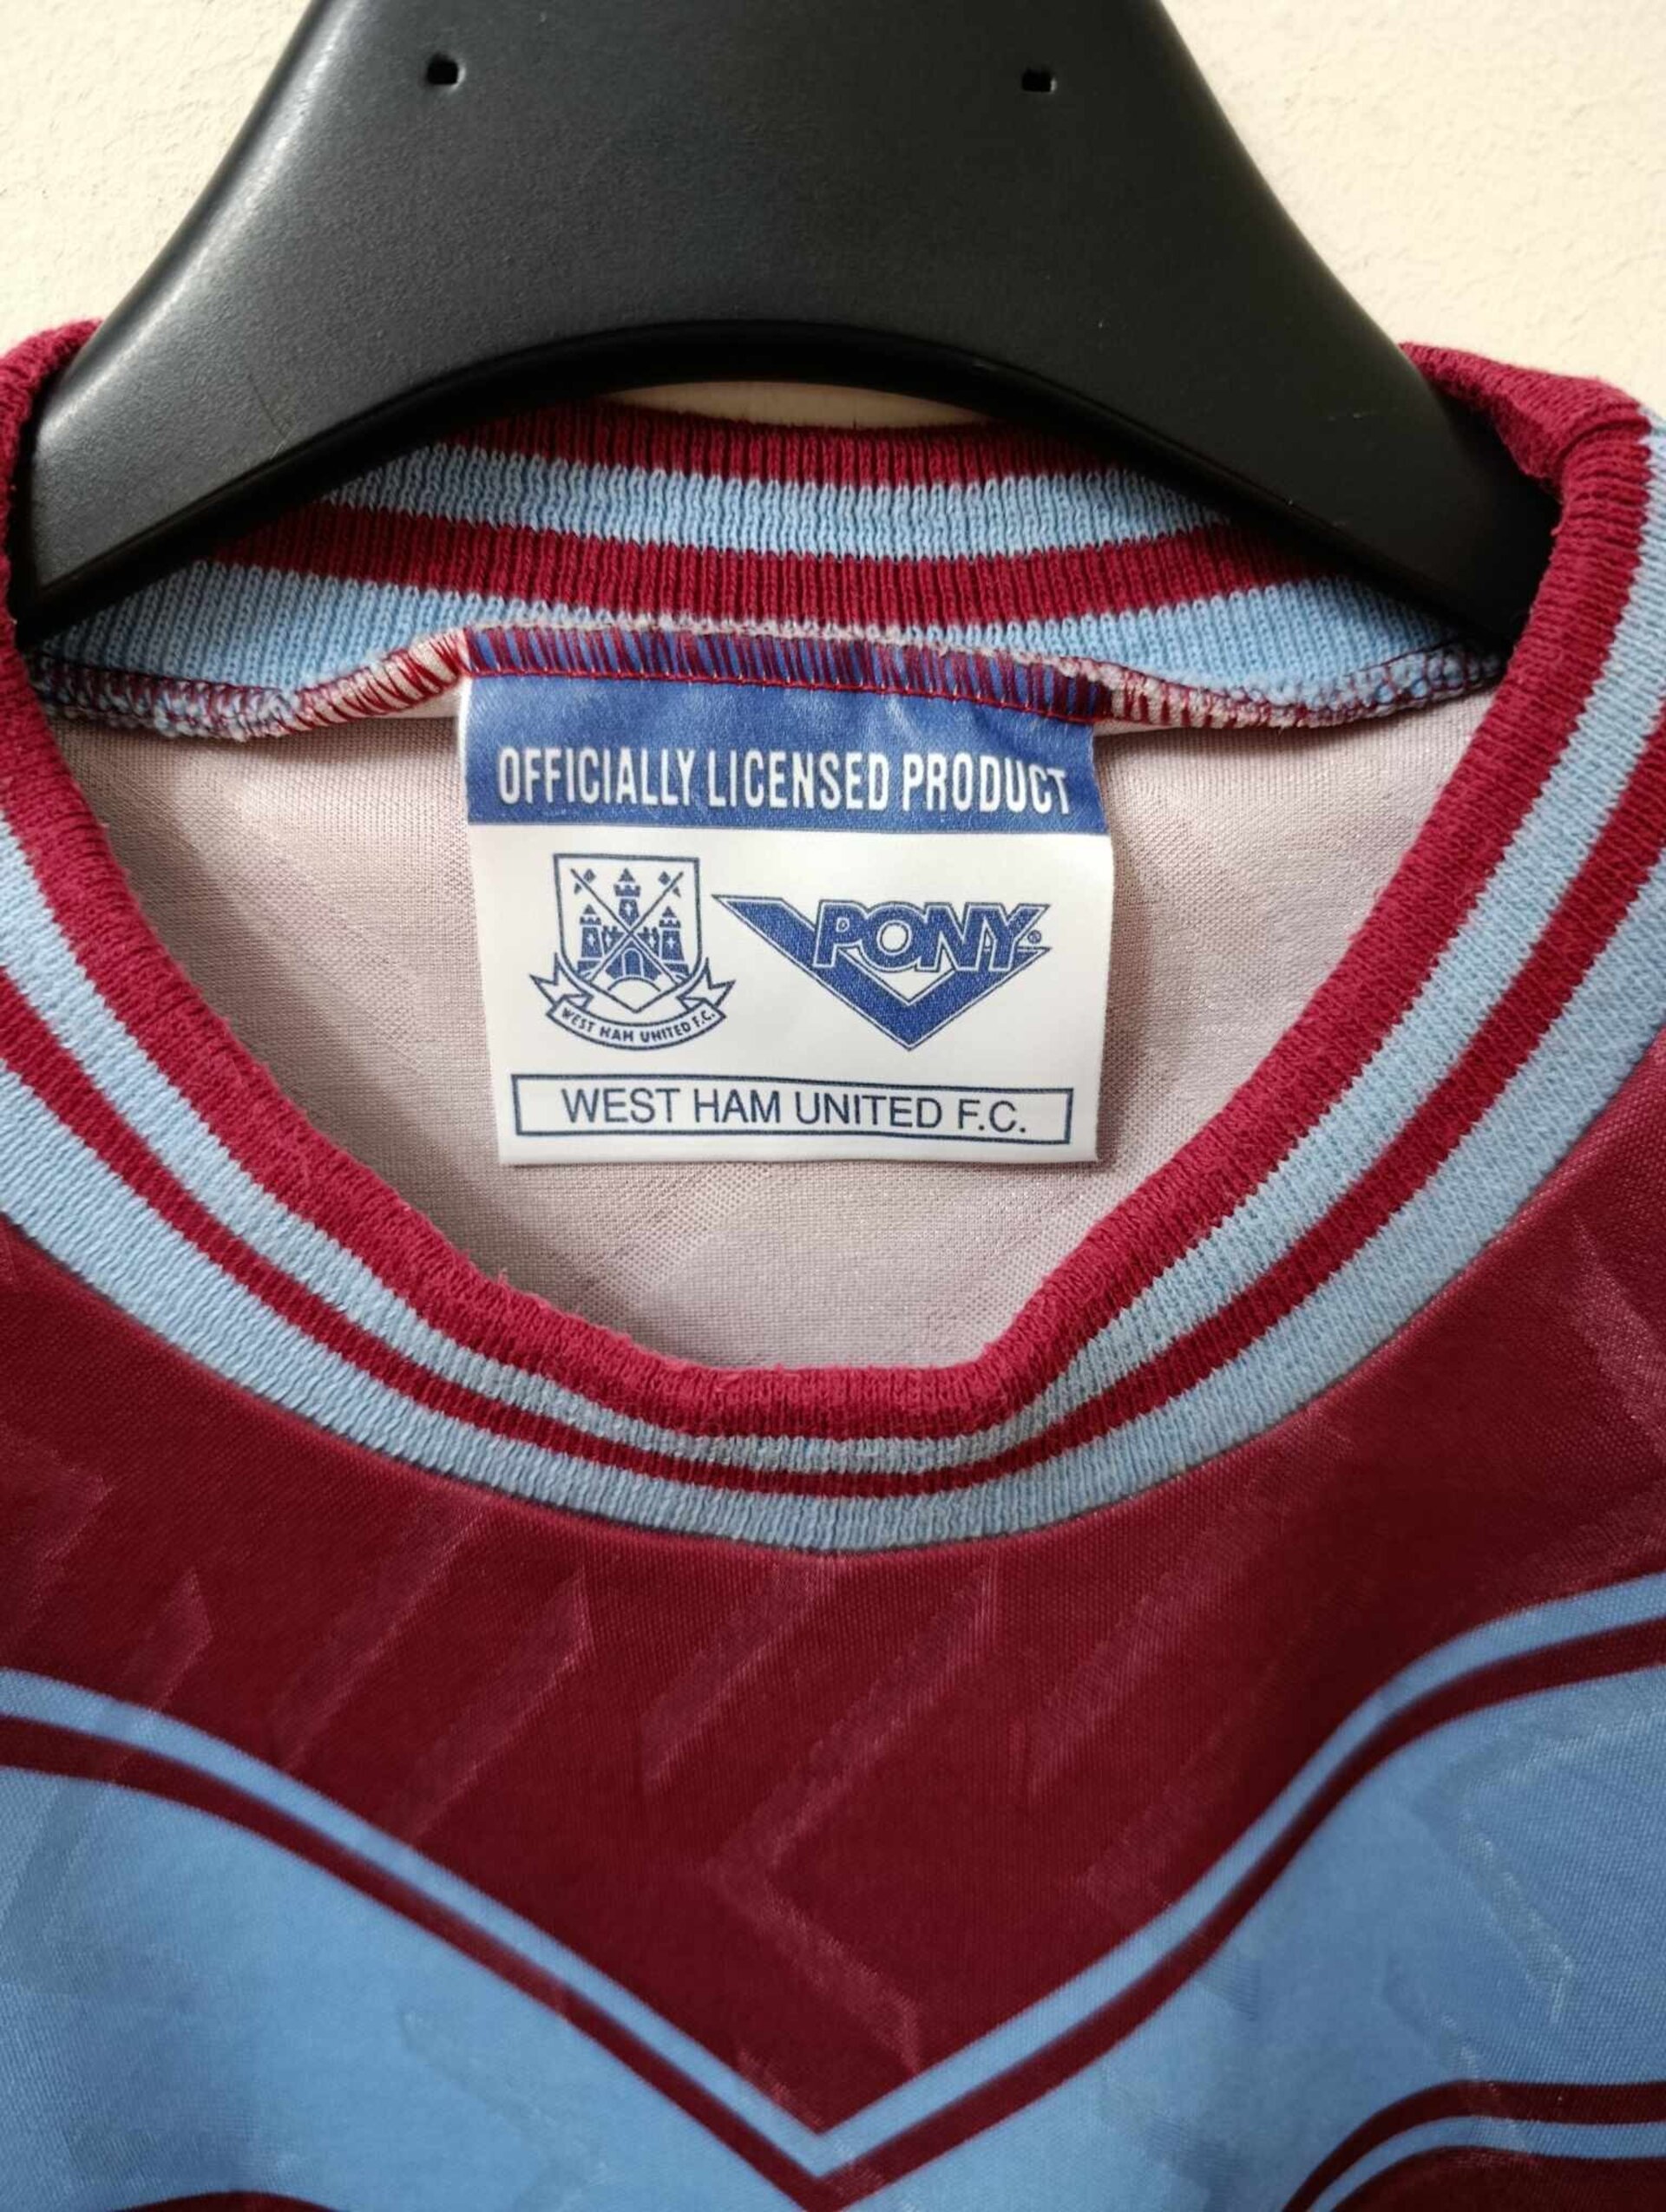 OFFICIALLY LICENSED PRODUCT
WEST HAM UNITED F.C.
PONY®
WEST HAM UNITED F.C.